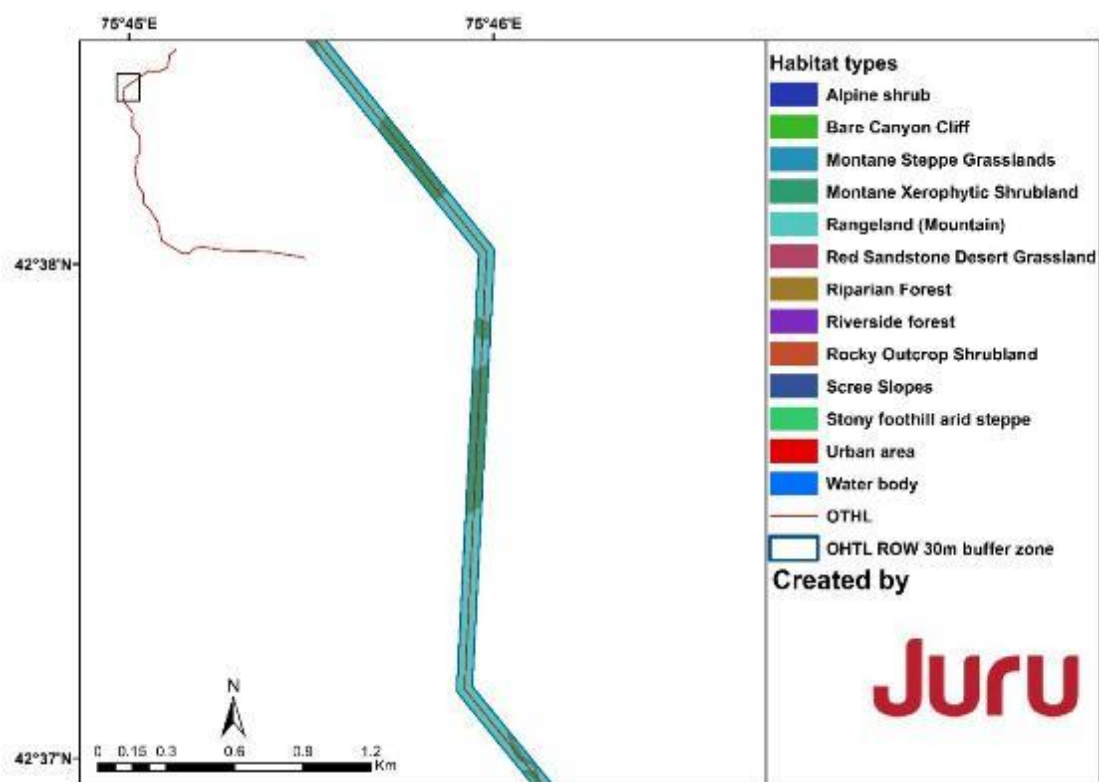 75°45'E 75°46'E
42°38'N
42°37'N
N
0 0.15 0.3 0.6 0.9 1.2
Km
Habitat types
Alpine shrub
Bare Canyon Cliff
Montane Steppe Grasslands
Montane Xerophytic Shrubland
Rangeland (Mountain)
Red Sandstone Desert Grassland
Riparian Forest
Riverside forest
Rocky Outcrop Shrubland
Scree Slopes
Stony foothill arid steppe
Urban area
Water body
OTHL
OHTL ROW 30m buffer zone
Created by
Juru